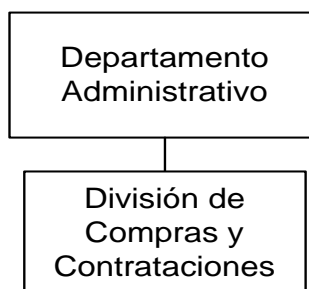 Departamento
Administrativo
División de
Compras y
Contrataciones